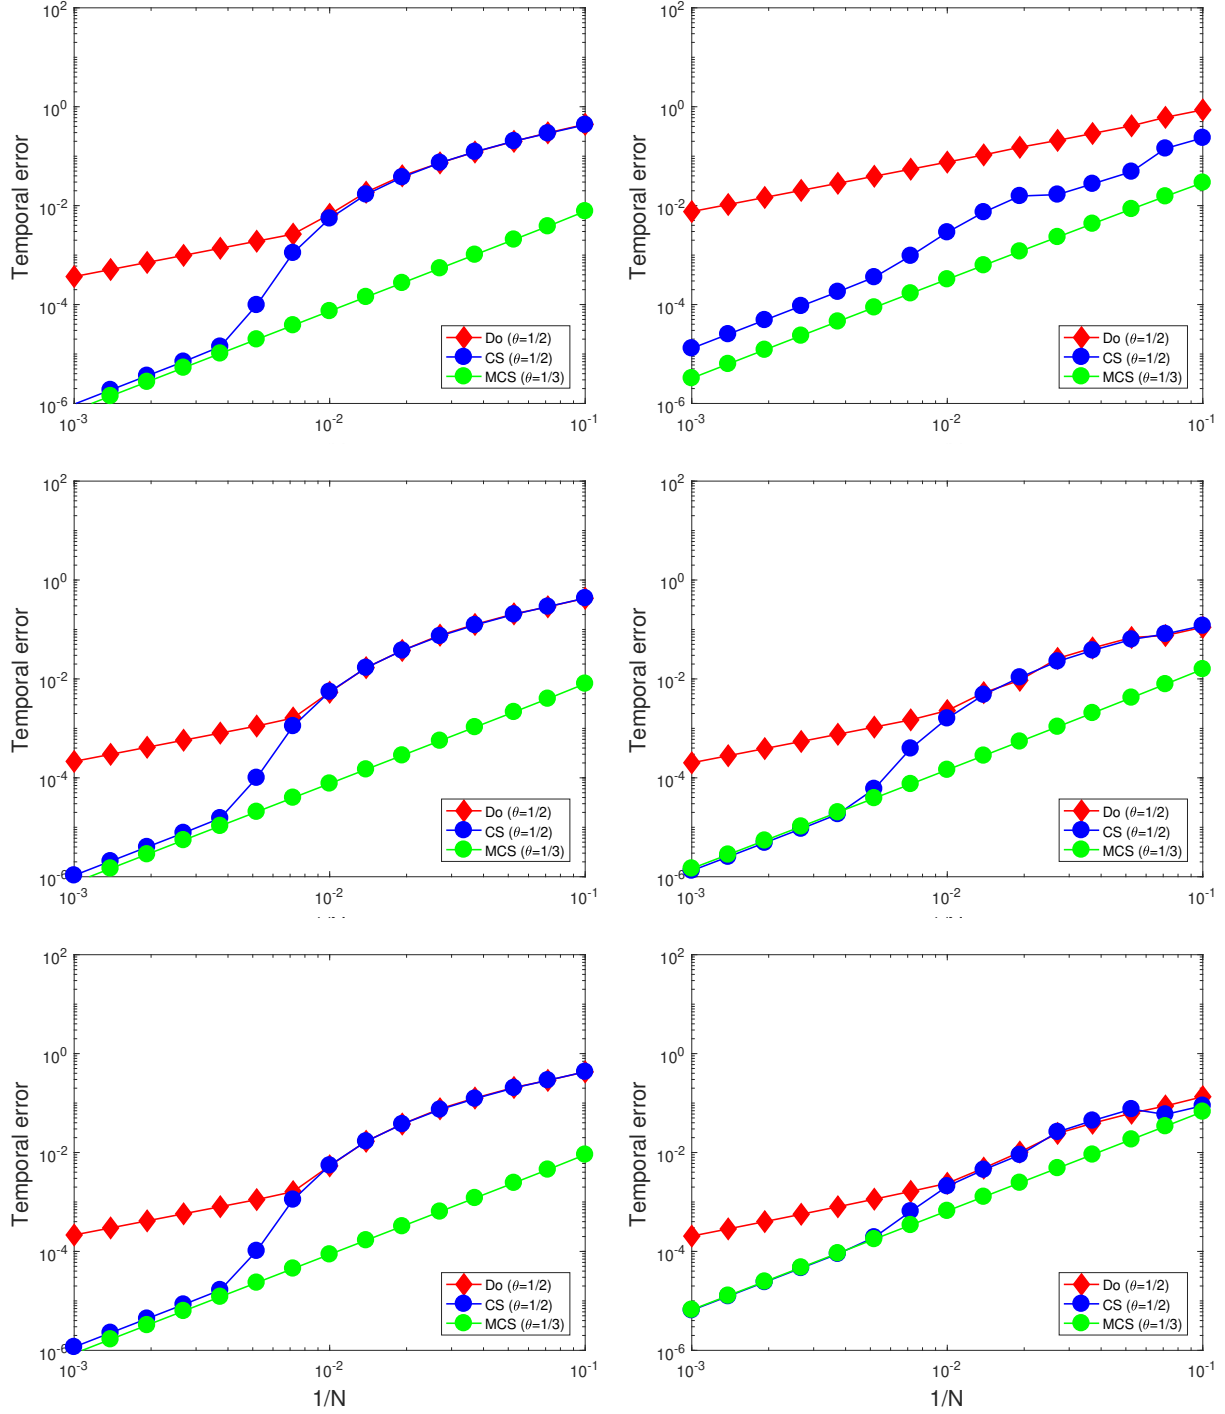 10^2
10^0
10^-2
10^-4
10^-6
Temporal error
10^-3
10^-2
10^-1
Do (θ=1/2)
CS (θ=1/2)
MCS (θ=1/3)
10^2
10^0
10^-2
10^-4
10^-6
Temporal error
10^-3
10^-2
10^-1
Do (θ=1/2)
CS (θ=1/2)
MCS (θ=1/3)
10^2
10^0
10^-2
10^-4
10^-6
Temporal error
10^-3
10^-2
10^-1
Do (θ=1/2)
CS (θ=1/2)
MCS (θ=1/3)
10^2
10^0
10^-2
10^-4
10^-6
Temporal error
10^-3
10^-2
10^-1
Do (θ=1/2)
CS (θ=1/2)
MCS (θ=1/3)
10^2
10^0
10^-2
10^-4
10^-6
Temporal error
10^-3
10^-2
10^-1
1/N
Do (θ=1/2)
CS (θ=1/2)
MCS (θ=1/3)
10^2
10^0
10^-2
10^-4
10^-6
Temporal error
10^-3
10^-2
10^-1
1/N
Do (θ=1/2)
CS (θ=1/2)
MCS (θ=1/3)